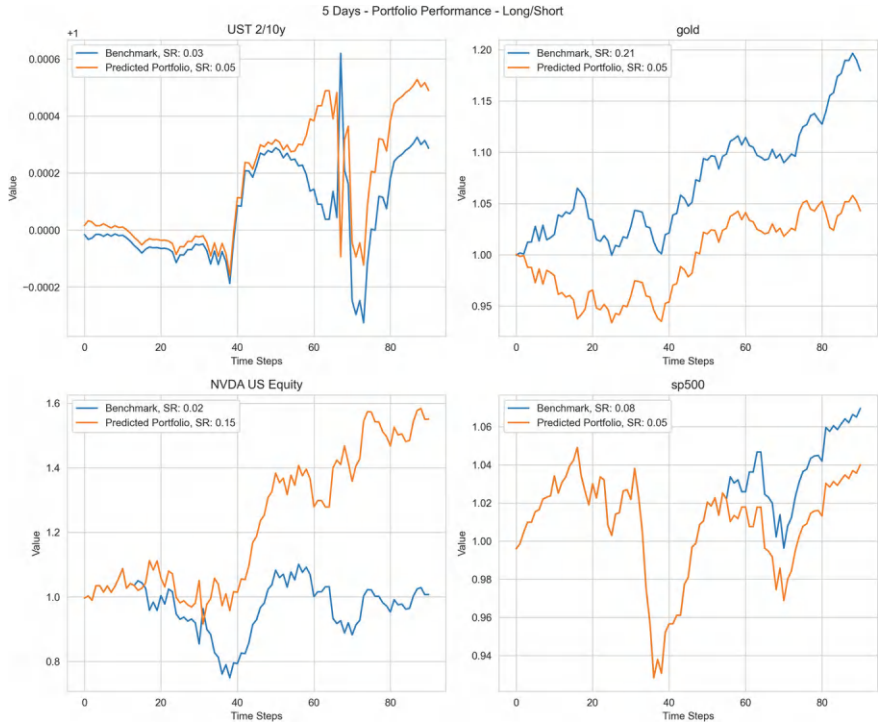 5 Days - Portfolio Performance - Long/Short
UST 2/10y
+1
Benchmark, SR: 0.03
Predicted Portfolio, SR: 0.05
0.0006
0.0004
0.0002
0.0000
−0.0002
Value
0 20 40 60 80
Time Steps
gold
Benchmark, SR: 0.21
Predicted Portfolio, SR: 0.05
1.20
1.15
1.10
1.05
1.00
0.95
Value
0 20 40 60 80
Time Steps
NVDA US Equity
Benchmark, SR: 0.02
Predicted Portfolio, SR: 0.15
1.6
1.4
1.2
1.0
0.8
Value
0 20 40 60 80
Time Steps
sp500
Benchmark, SR: 0.08
Predicted Portfolio, SR: 0.05
1.06
1.04
1.02
1.00
0.98
0.96
0.94
Value
0 20 40 60 80
Time Steps